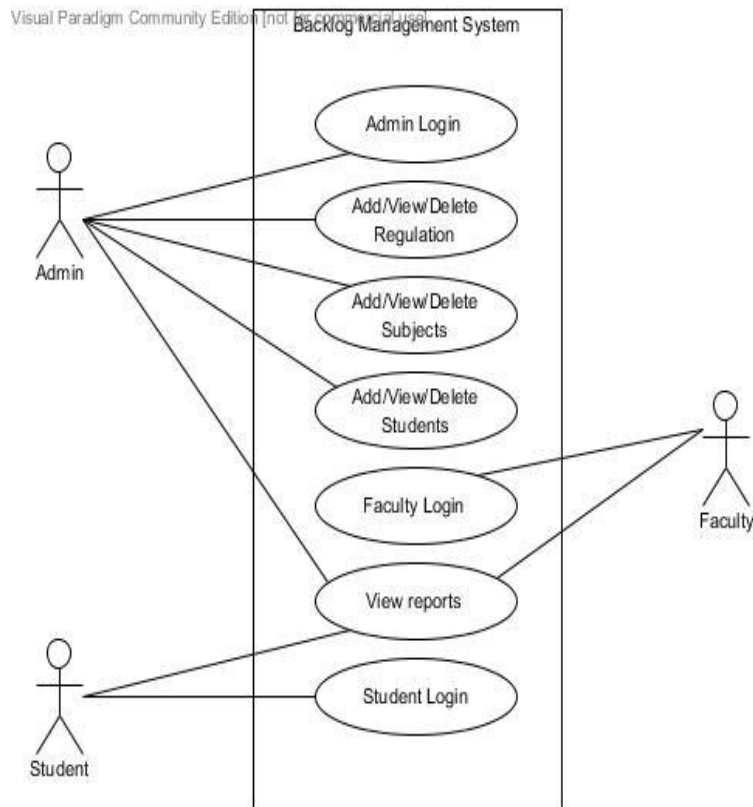 Visual Paradigm Community Edition [not for commercial use]
Backlog Management System
Admin Login
Add/View/Delete
Regulation
Admin
Add/View/Delete
Subjects
Add/View/Delete
Students
Faculty Login
Faculty
View reports
Student Login
Student